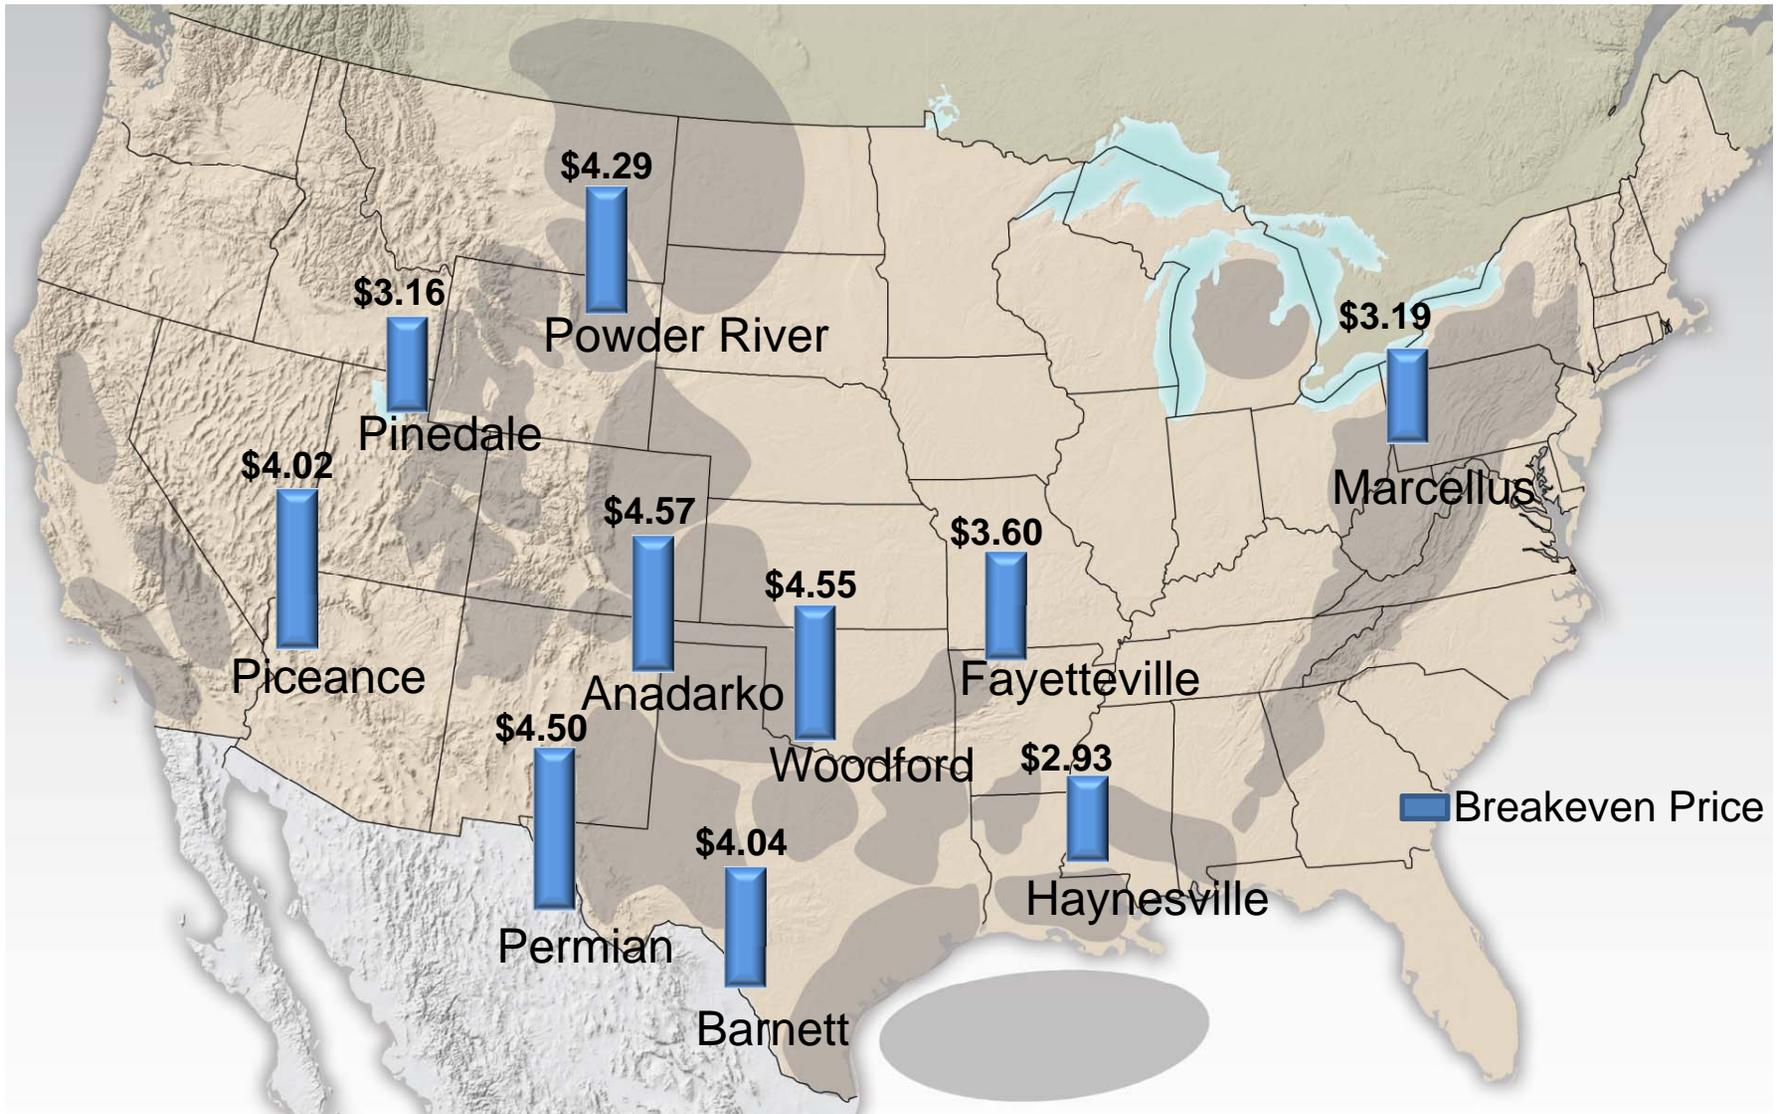 $4.29
Powder River
$3.16
Pinedale
$3.19
Marcellus
$4.02
Piceance
$4.57
Anadarko
$4.55
Woodford
$3.60
Fayetteville
$4.50
Permian
$2.93
Haynesville
$4.04
Barnett
Breakeven Price